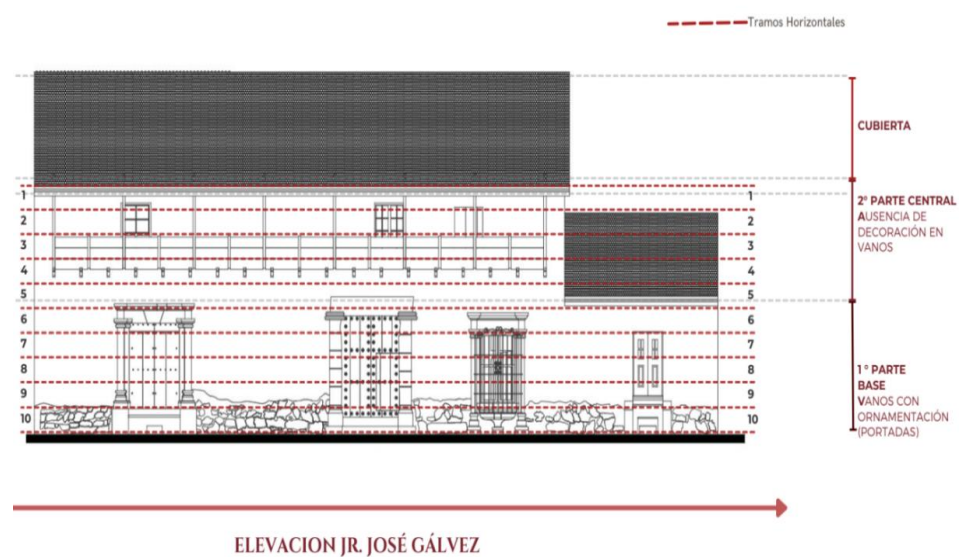 Tramos Horizontales
CUBIERTA
1 1
2 2
3 3
4 4
5 5
6 6
7 7
8 8
9 9
10 10
2° PARTE CENTRAL
AUSENCIA DE
DECORACIÓN EN
VANOS
1° PARTE
BASE
VANOS CON
ORNAMENTACIÓN
(PORTADAS)
ELEVACION JR. JOSÉ GÁLVEZ